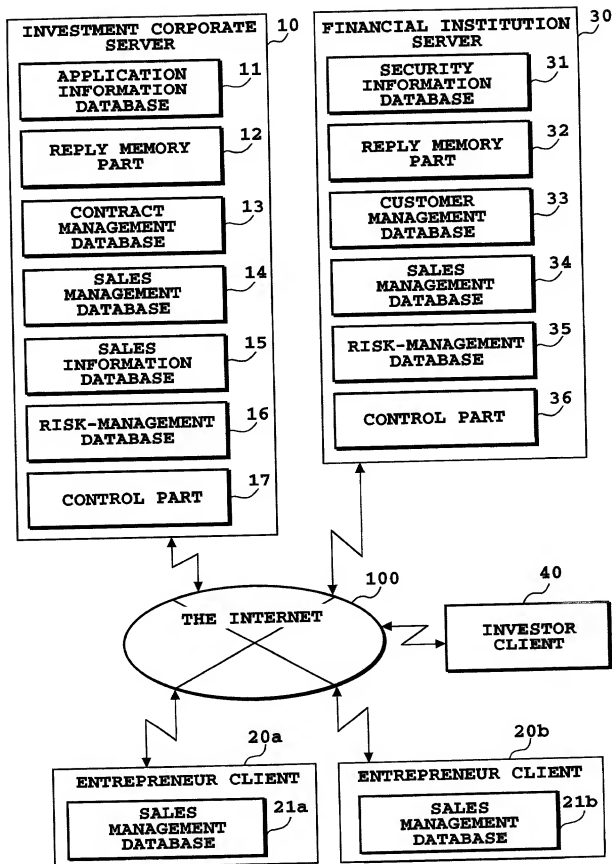 INVESTMENT CORPORATE
SERVER
10
APPLICATION
INFORMATION
DATABASE
11
REPLY MEMORY
PART
12
CONTRACT
MANAGEMENT
DATABASE
13
SALES
MANAGEMENT
DATABASE
14
SALES
INFORMATION
DATABASE
15
RISK-MANAGEMENT
DATABASE
16
CONTROL PART
17
FINANCIAL INSTITUTION
SERVER
30
SECURITY
INFORMATION
DATABASE
31
REPLY MEMORY
PART
32
CUSTOMER
MANAGEMENT
DATABASE
33
SALES
MANAGEMENT
DATABASE
34
RISK-MANAGEMENT
DATABASE
35
CONTROL PART
36
100
THE INTERNET
40
INVESTOR
CLIENT
20a
ENTREPRENEUR CLIENT
SALES
MANAGEMENT
DATABASE
21a
20b
ENTREPRENEUR CLIENT
SALES
MANAGEMENT
DATABASE
21b